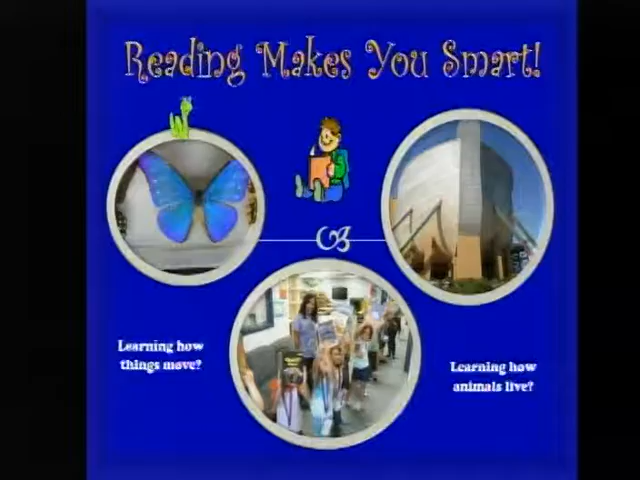 Reading Makes You Smart!
Learning how
things move?
Learning how
animals live?